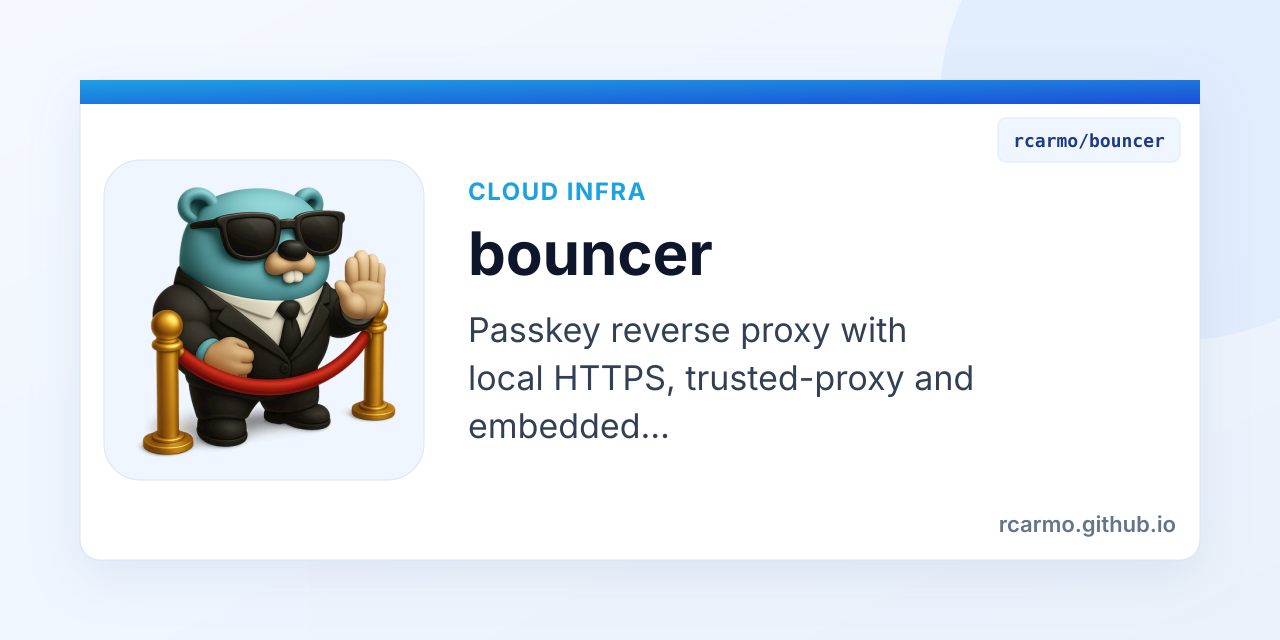 rcarmo/bouncer
CLOUD INFRA
bouncer
Passkey reverse proxy with
local HTTPS, trusted-proxy and
embedded...
rcarmo.github.io